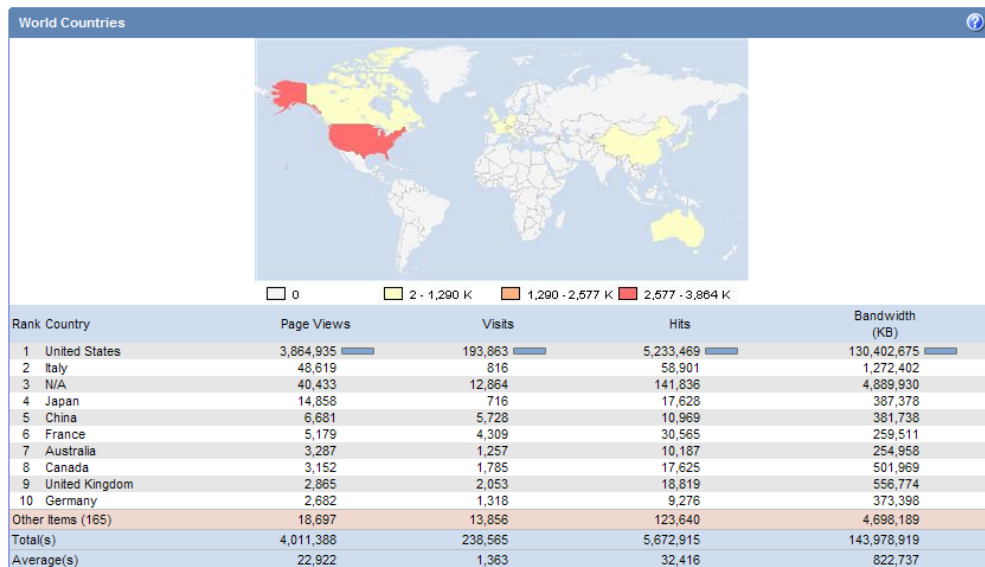 World Countries
?
0 2 - 1,290 K 1,290 - 2,577 K 2,577 - 3,864 K
Rank Country Page Views Visits Hits Bandwidth (KB)
1 United States 3,864,935 193,863 5,233,469 130,402,675
2 Italy 48,619 816 58,901 1,272,402
3 N/A 40,433 12,864 141,836 4,889,930
4 Japan 14,858 716 17,628 387,378
5 China 6,681 5,728 10,969 381,738
6 France 5,179 4,309 30,565 259,511
7 Australia 3,287 1,257 10,187 254,958
8 Canada 3,152 1,785 17,625 501,969
9 United Kingdom 2,865 2,053 18,819 556,774
10 Germany 2,682 1,318 9,276 373,398
Other Items (165) 18,697 13,856 123,640 4,698,189
Total(s) 4,011,388 238,565 5,672,915 143,978,919
Average(s) 22,922 1,363 32,416 822,737